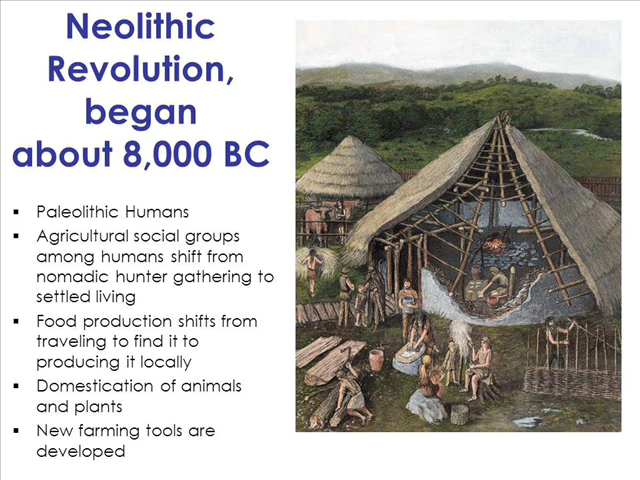 Neolithic
Revolution,
began
about 8,000 BC
▪ Paleolithic Humans
▪ Agricultural social groups
among humans shift from
nomadic hunter gathering to
settled living
▪ Food production shifts from
traveling to find it to
producing it locally
▪ Domestication of animals
and plants
▪ New farming tools are
developed